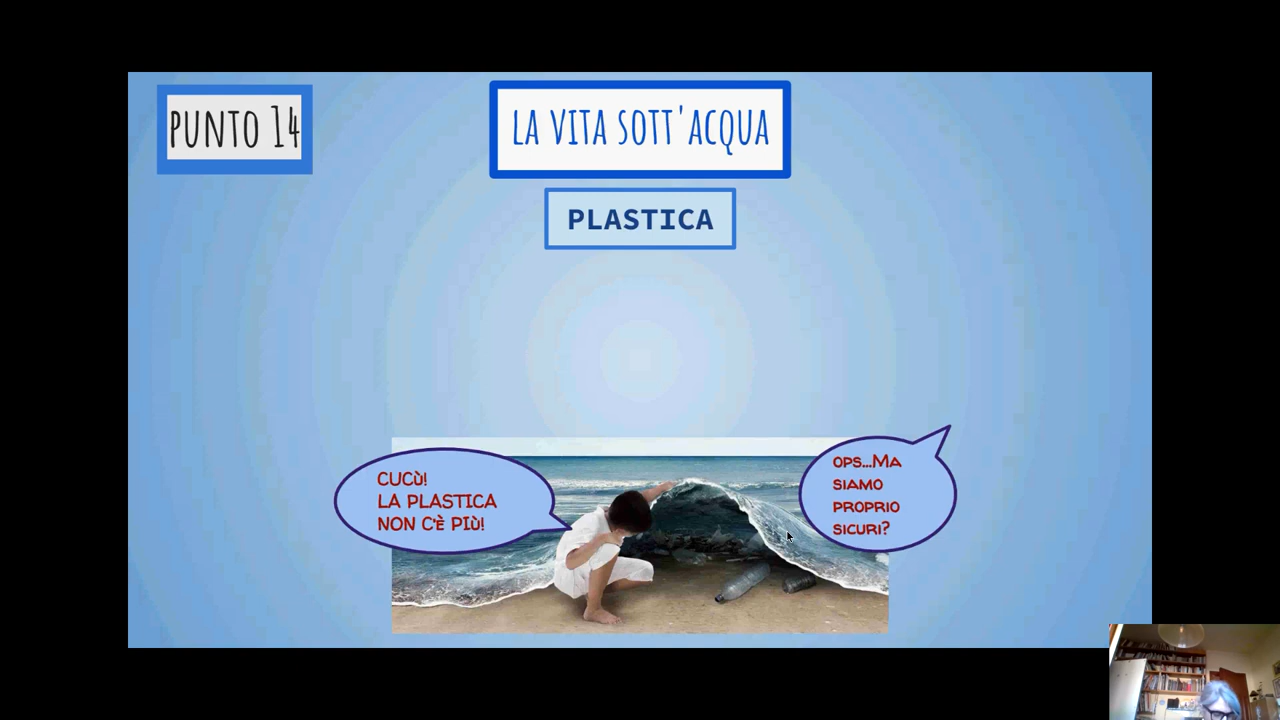 PUNTO 14
LA VITA SOTT'ACQUA
PLASTICA
CUCÙ!
LA PLASTICA
NON C'È PIÙ!
OPS...MA
SIAMO
PROPRIO
SICURI?